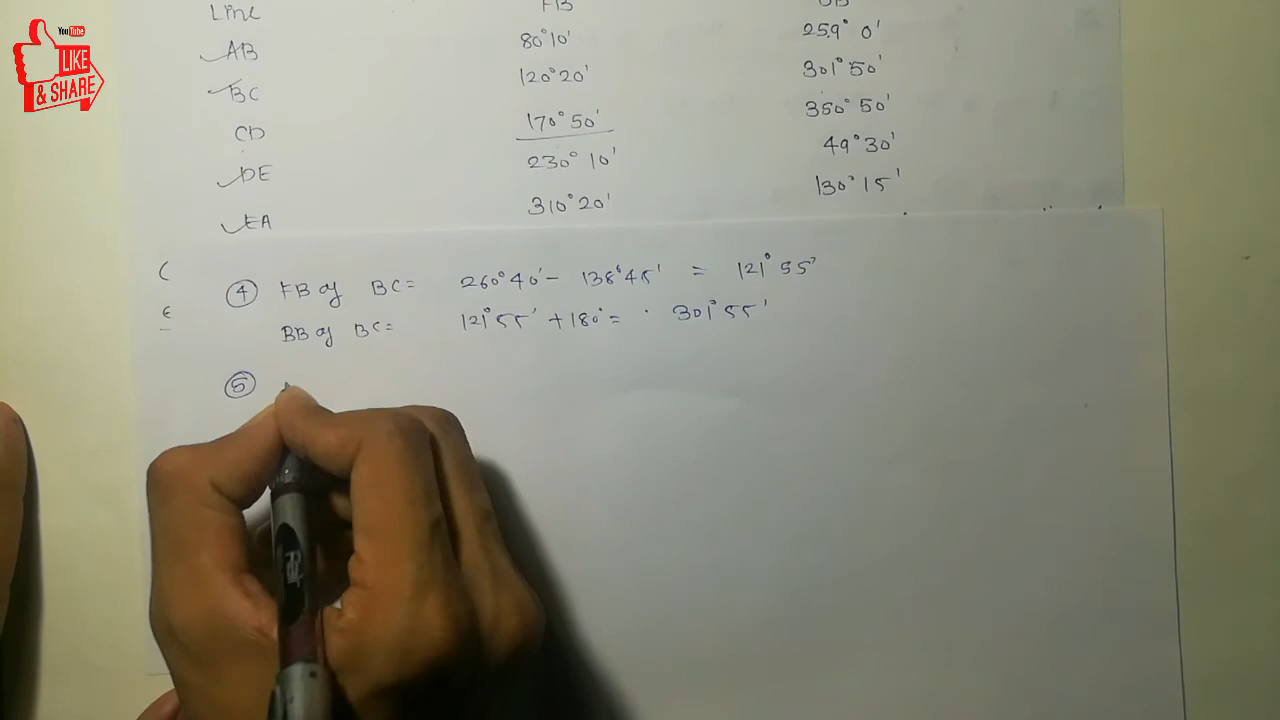 YouTube
LIKE
& SHARE
Line FB BB
AB 80°10' 259° 0'
BC 120°20' 301°50'
CD 170°50' 350°50'
DE 230°10' 49°30'
EA 310°20' 130°15'
④ FB of BC = 260°40' - 138°45' = 121°55'
BB of BC = 121°55' + 180° = 301°55'
⑤